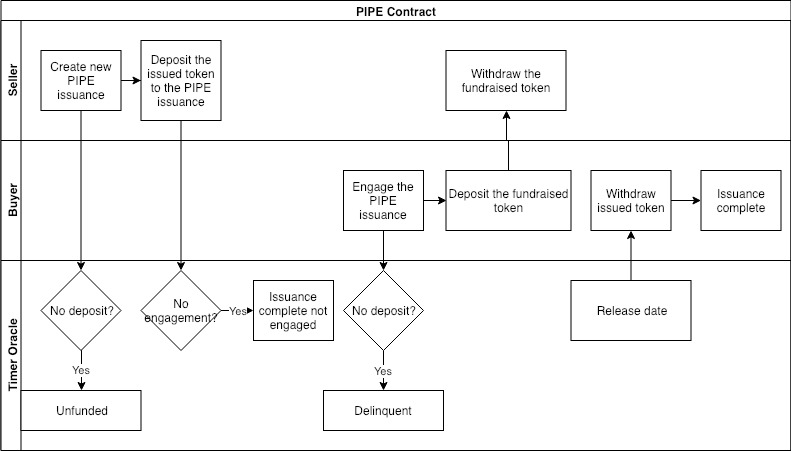 PIPE Contract
Seller
Create new
PIPE
issuance
Deposit the
issued token
to the PIPE
issuance
Withdraw the
fundraised token
Buyer
Engage the
PIPE
issuance
Deposit the fundraised
token
Withdraw
issued token
Issuance
complete
Timer Oracle
No deposit?
No
engagement?
Yes
Issuance
complete not
engaged
No deposit?
Release date
Yes
Yes
Unfunded
Delinquent